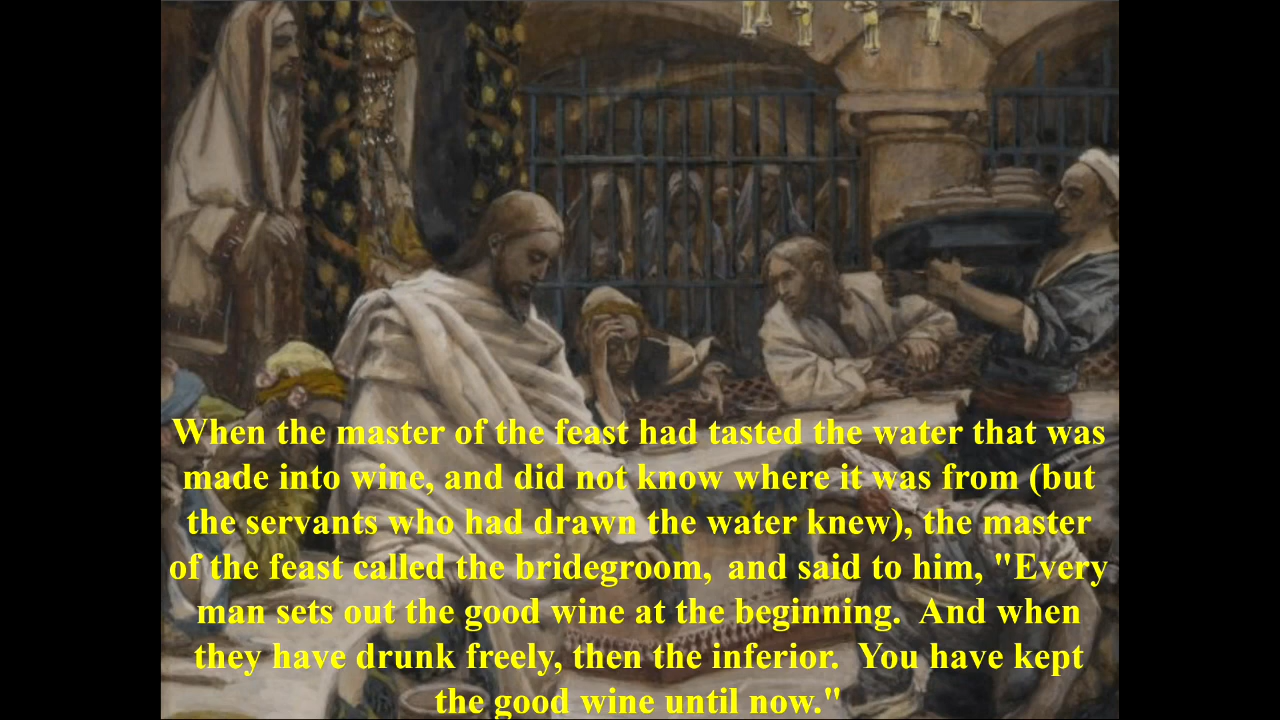 When the master of the feast had tasted the water that was
made into wine, and did not know where it was from (but
the servants who had drawn the water knew), the master
of the feast called the bridegroom,  and said to him, "Every
man sets out the good wine at the beginning.  And when
they have drunk freely, then the inferior.  You have kept
the good wine until now."